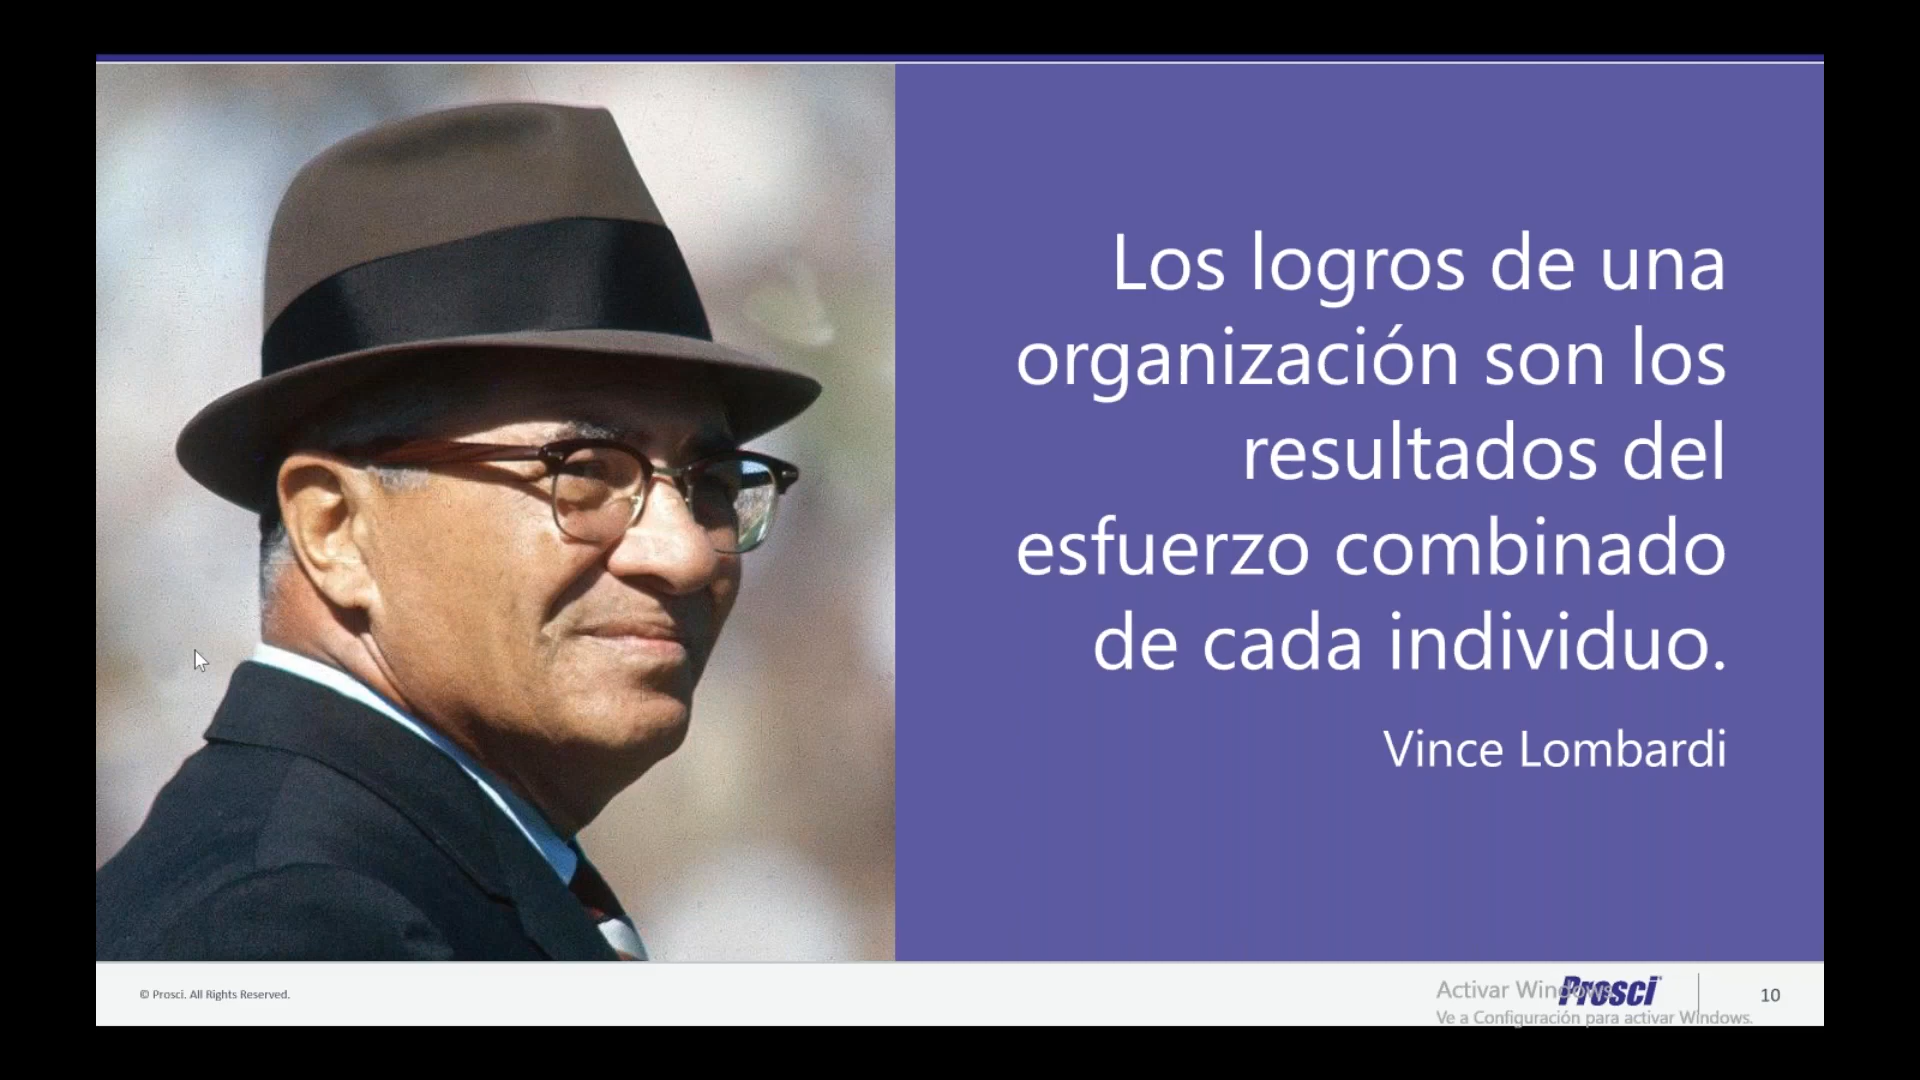 Los logros de una
organización son los
resultados del
esfuerzo combinado
de cada individuo.
Vince Lombardi
© Prosci. All Rights Reserved.
Activar Windows
Prosci
10
Ve a Configuración para activar Windows.